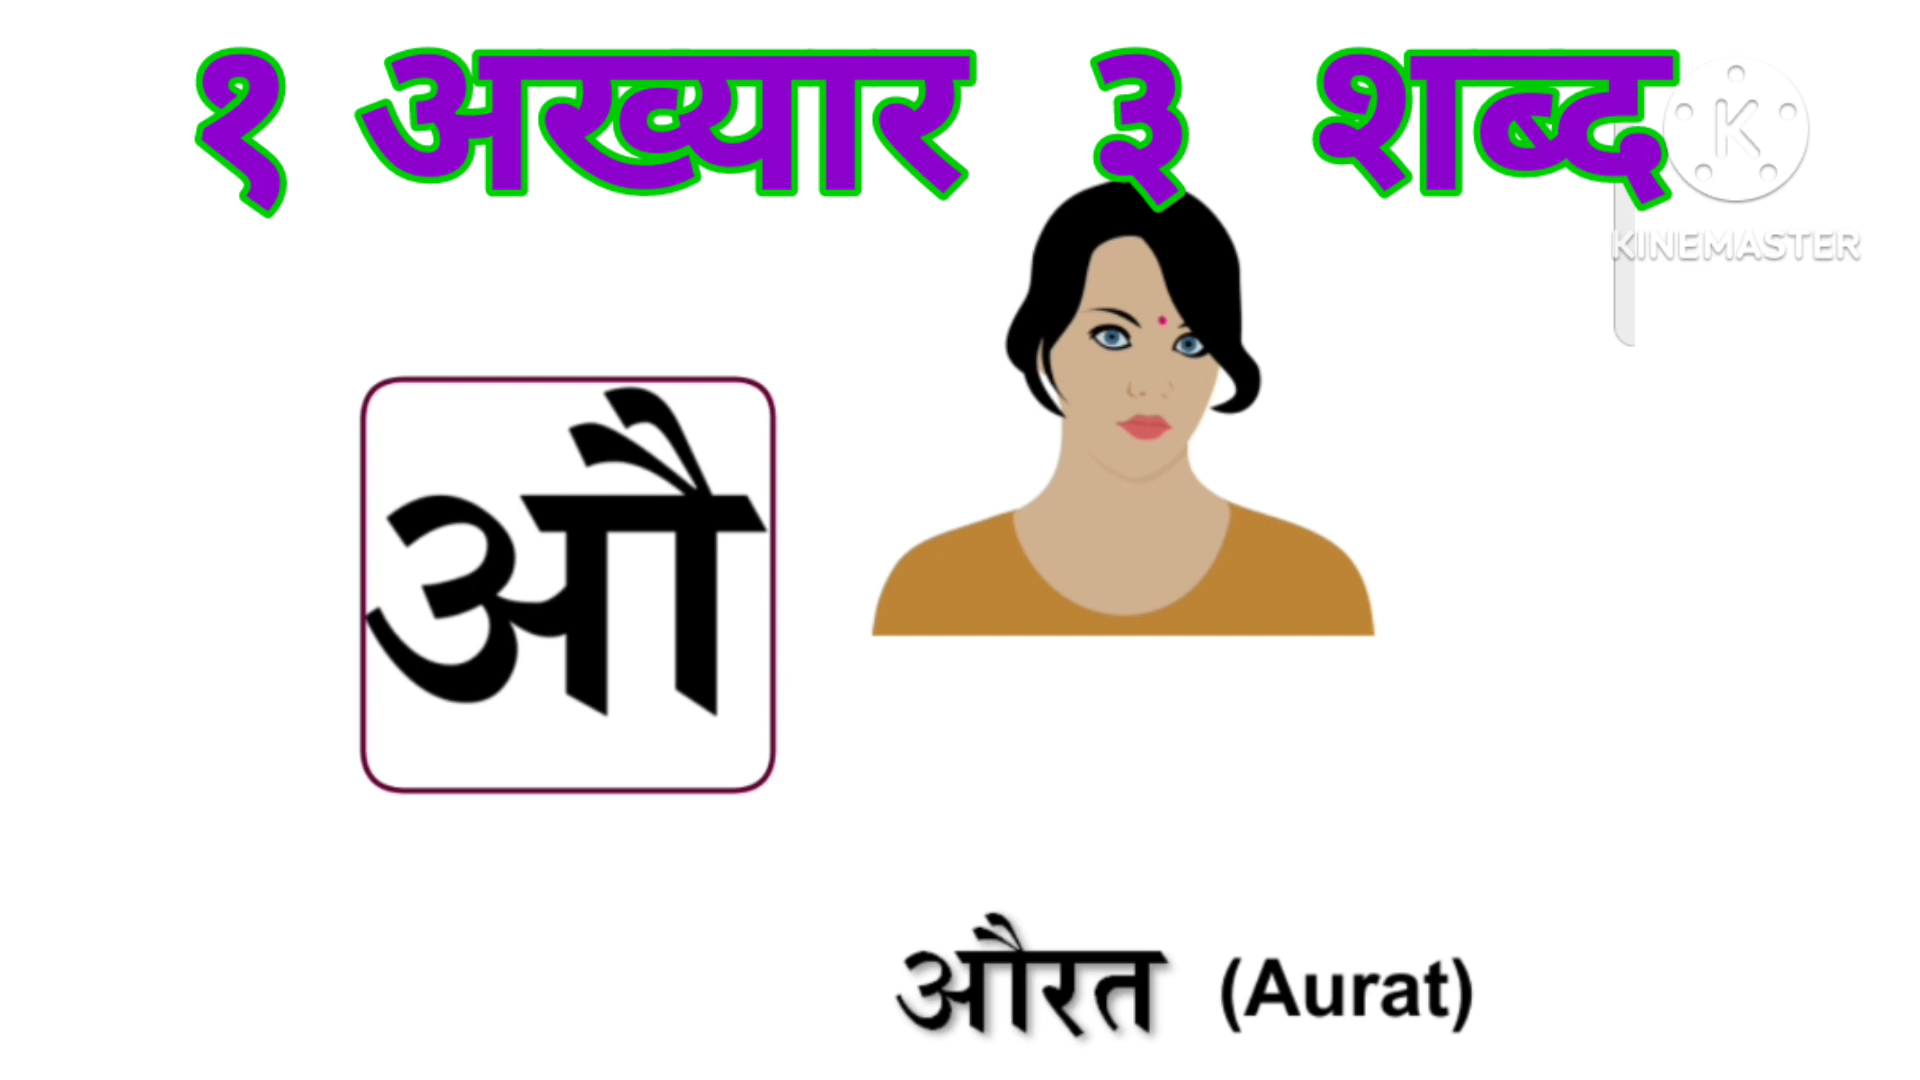 १ अख्यार ३ शब्द
K
KINEMASTER
औ
औरत (Aurat)